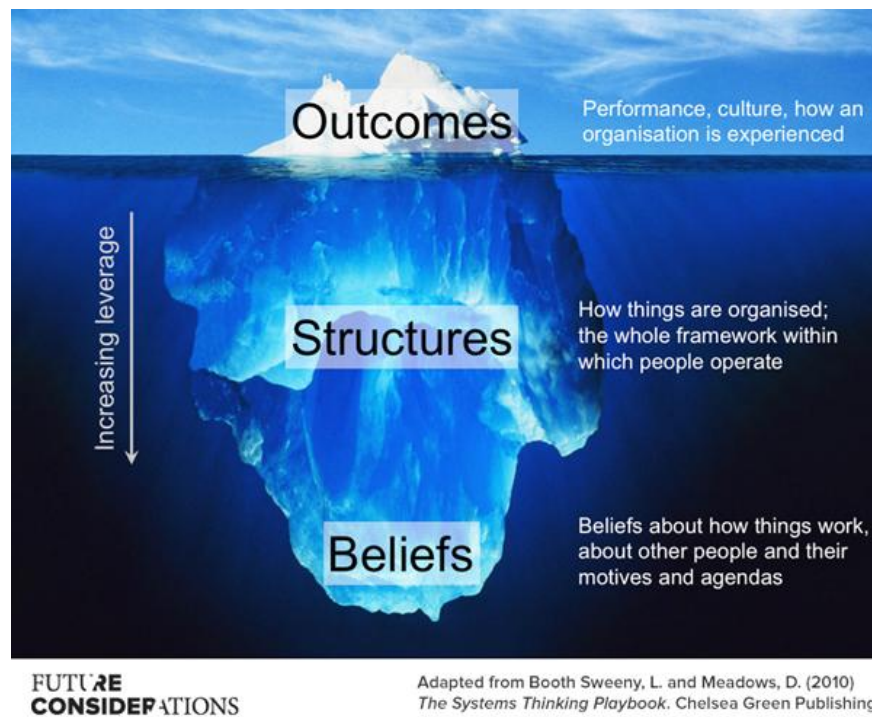 Outcomes
Performance, culture, how an
organisation is experienced
Increasing leverage
Structures
How things are organised;
the whole framework within
which people operate
Beliefs
Beliefs about how things work,
about other people and their
motives and agendas
FUTURE
CONSIDERATIONS
Adapted from Booth Sweeny, L. and Meadows, D. (2010)
The Systems Thinking Playbook. Chelsea Green Publishing